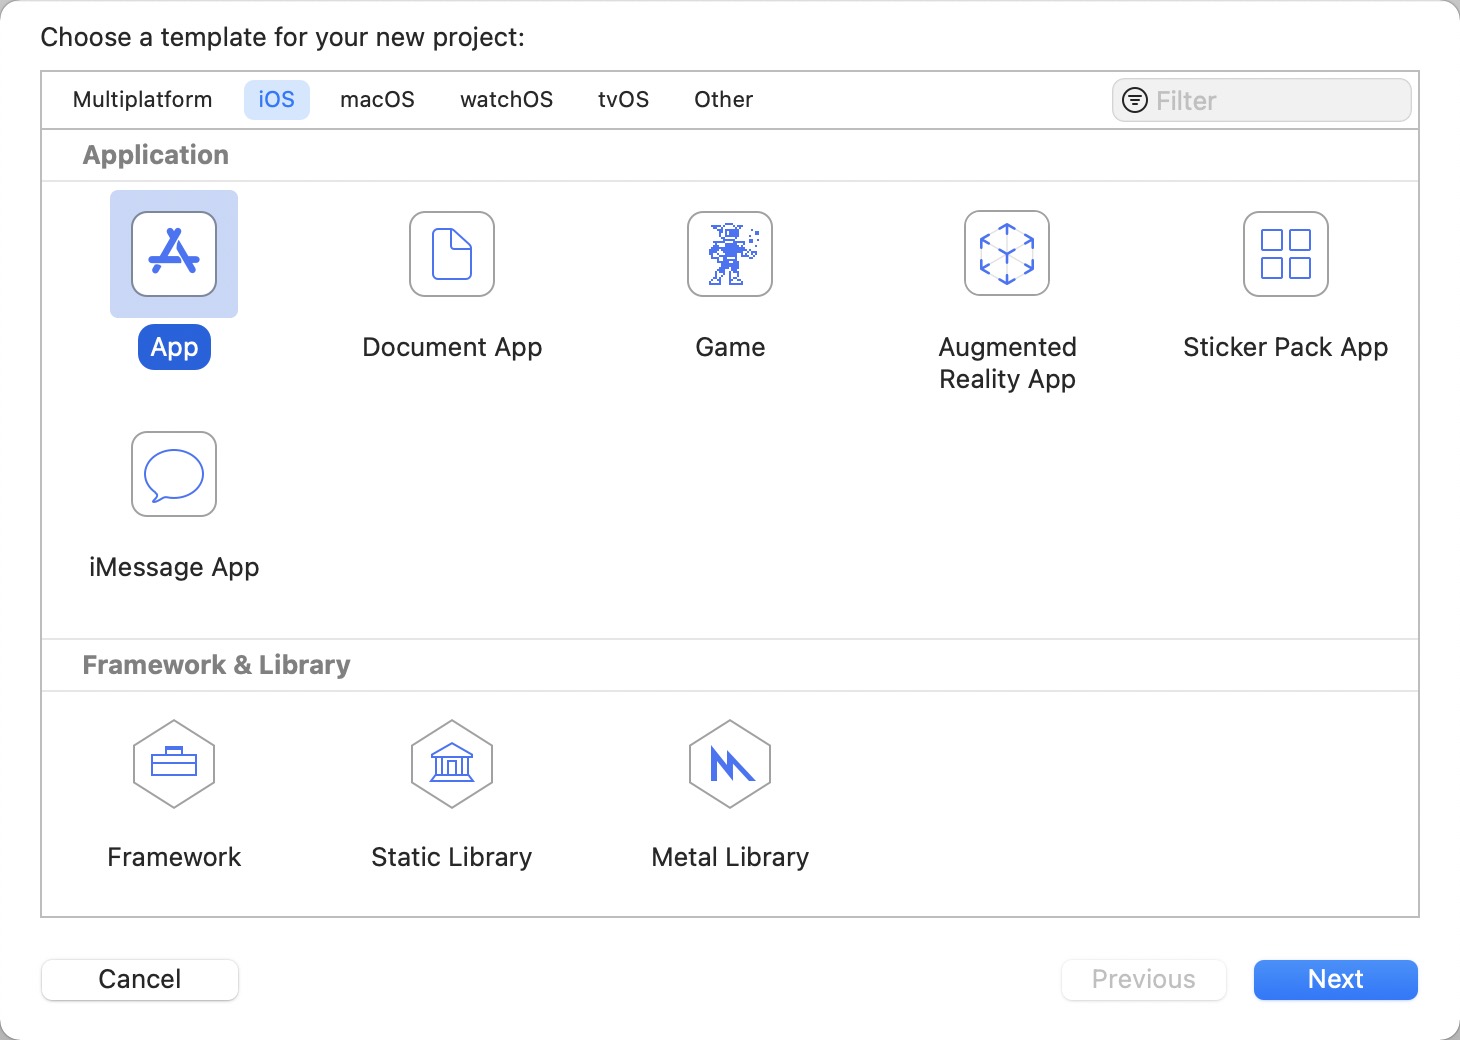 Choose a template for your new project:
Multiplatform iOS macOS watchOS tvOS Other Filter
Application
App Document App Game Augmented Reality App Sticker Pack App
iMessage App
Framework & Library
Framework Static Library Metal Library
Cancel Previous Next